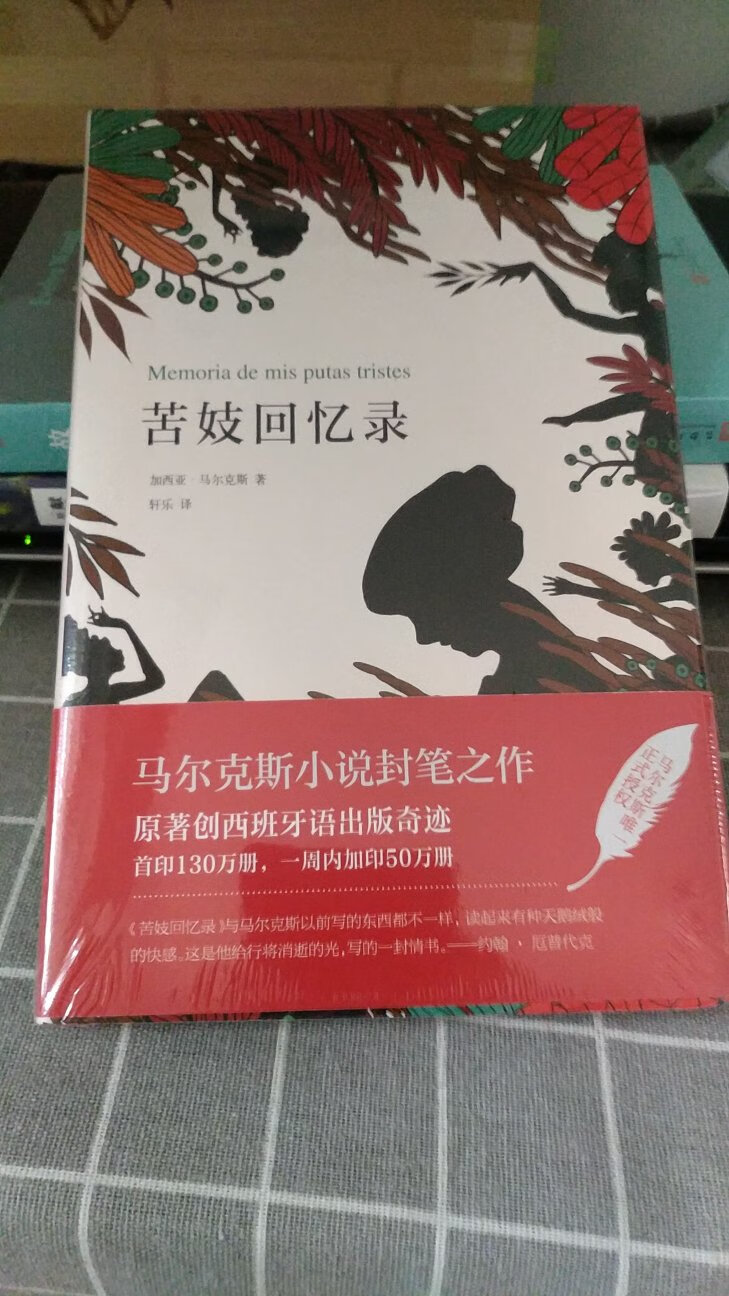 Memoria de mis putas tristes
苦妓回忆录
加西亚·马尔克斯 著
轩乐 译
马尔克斯小说封笔之作
原著创西班牙语出版奇迹
首印130万册，一周内加印50万册
马尔克斯唯一
正式授权
《苦妓回忆录》与马尔克斯以前写的东西都不一样，读起来有种天鹅绒般
的快感。这是他给行将消逝的光，写的一封情书。——约翰·厄普代克